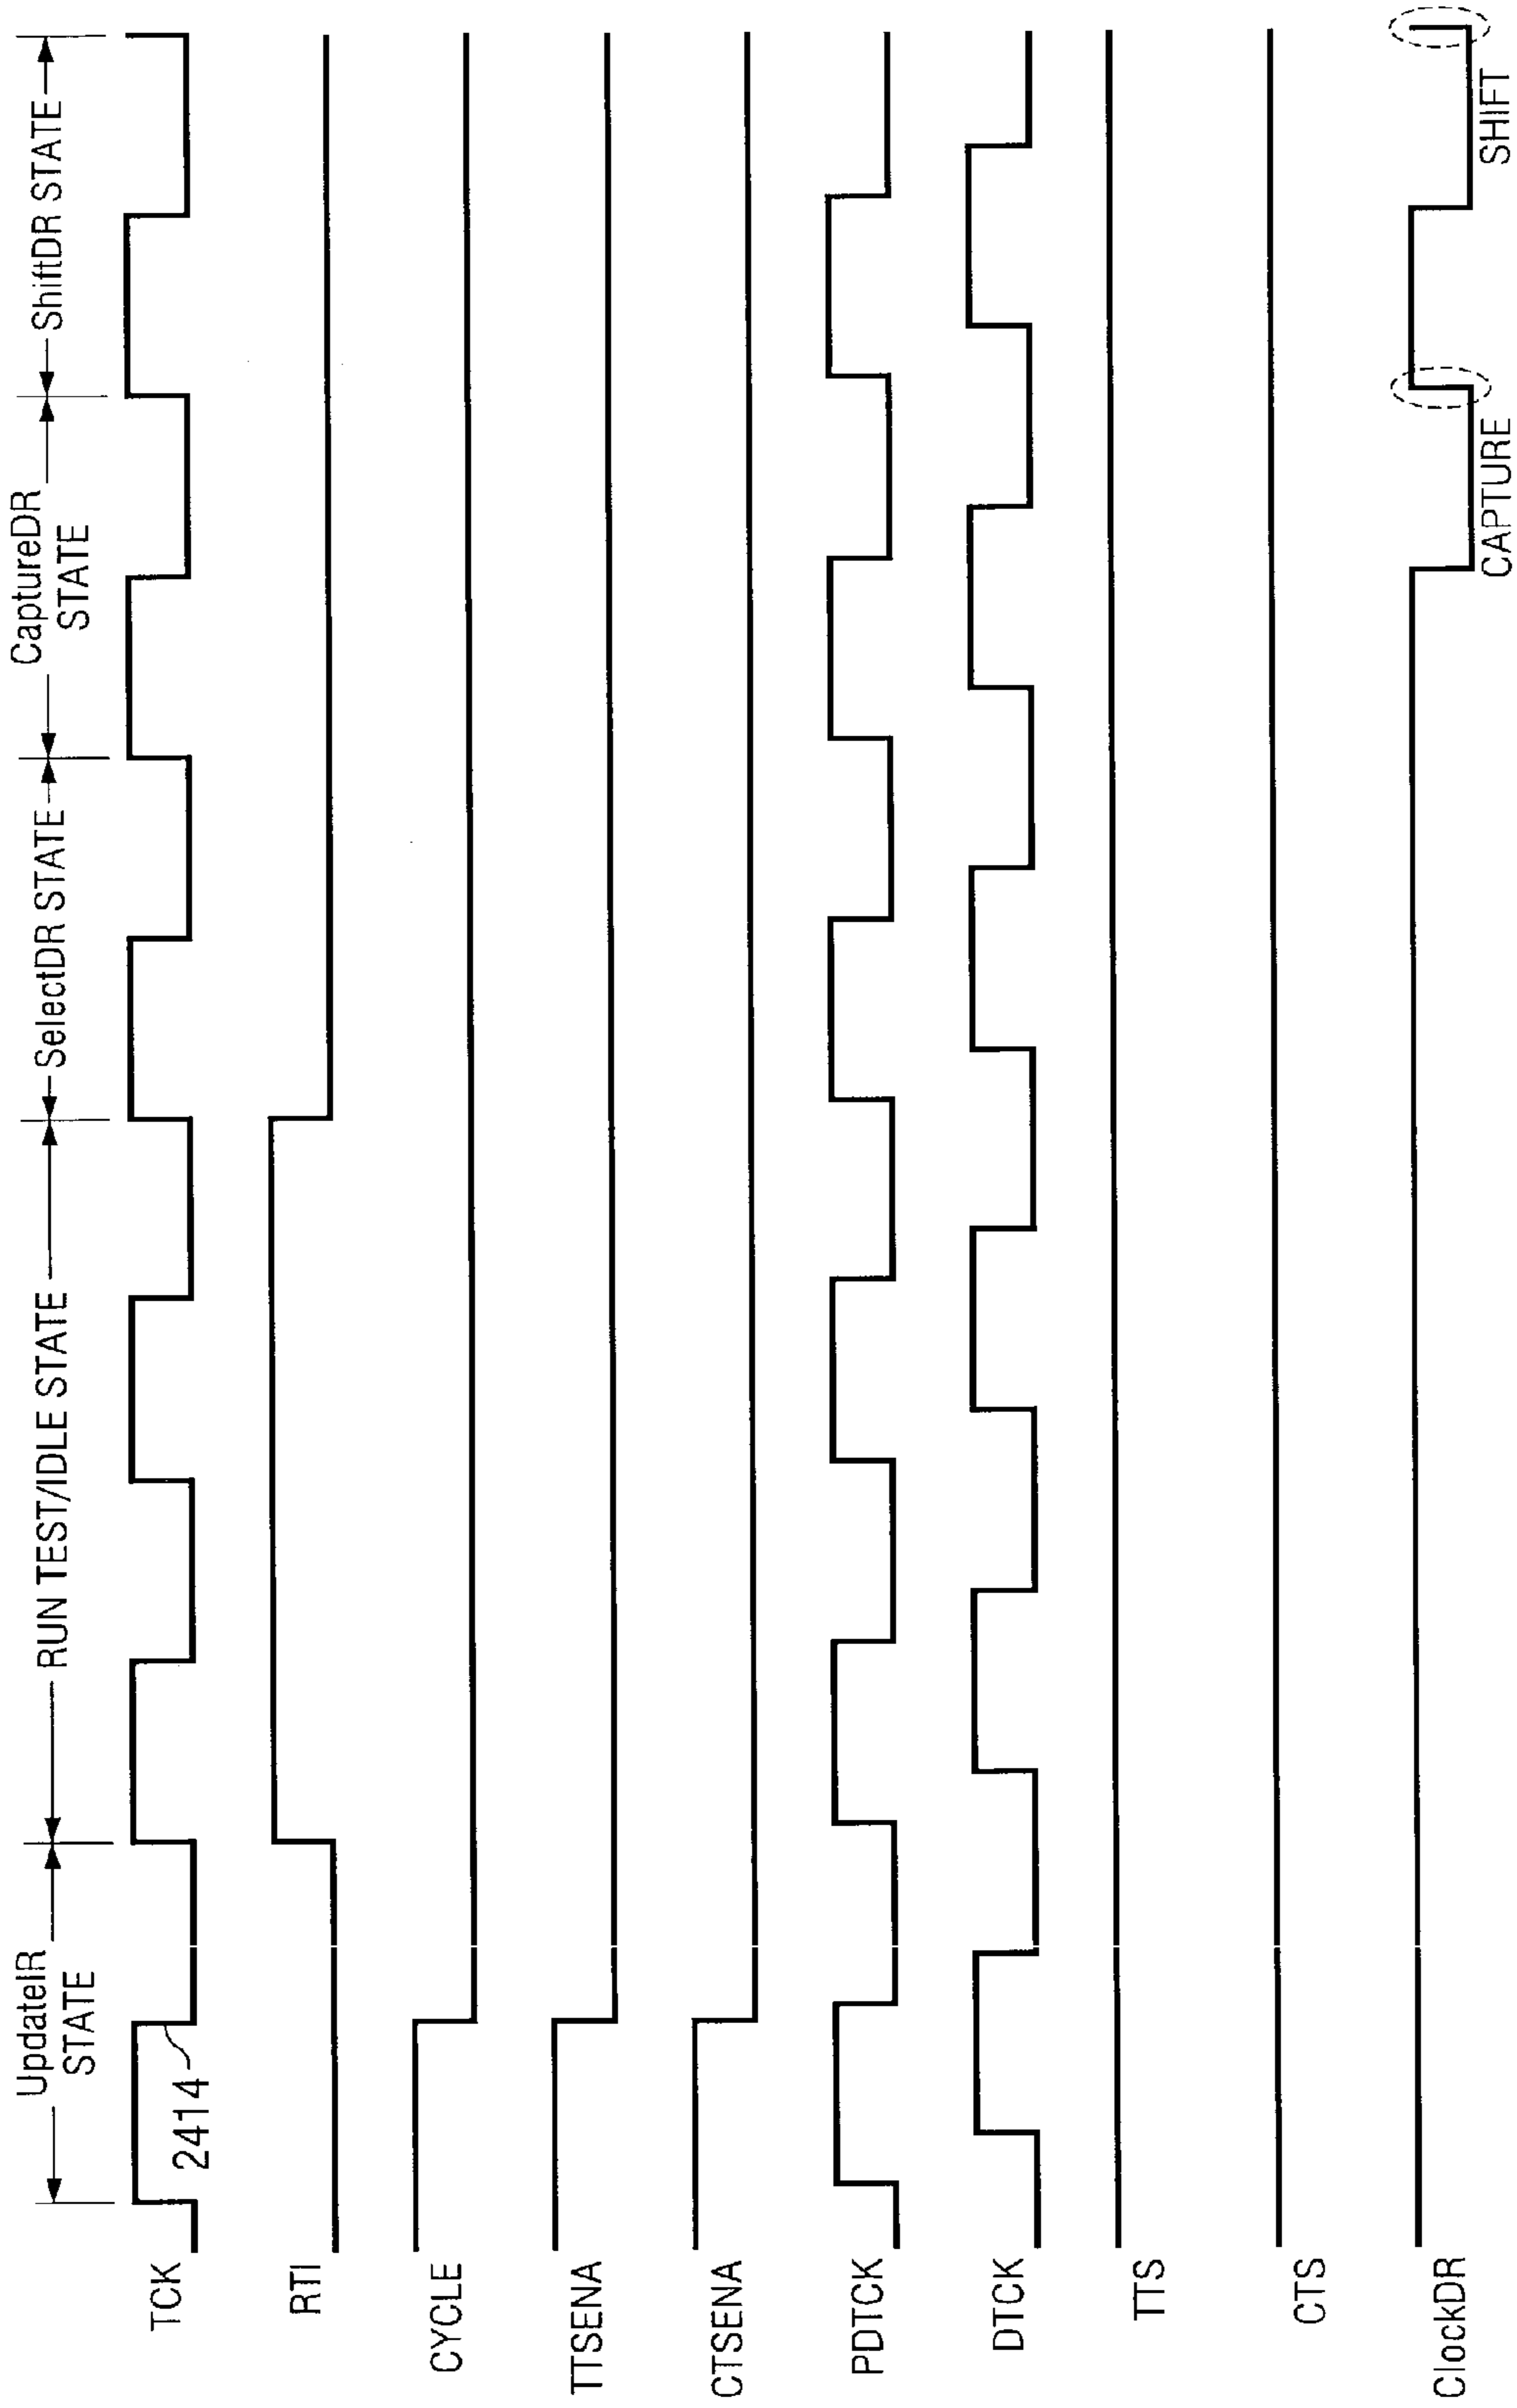 UpdateIR
STATE
RUN TEST/IDLE STATE
SelectDR STATE
CaptureDR
STATE
ShiftDR STATE
TCK
2414
RTI
CYCLE
TTSENA
CTSENA
PDTCK
DTCK
TTS
CTS
ClockDR
CAPTURE
SHIFT